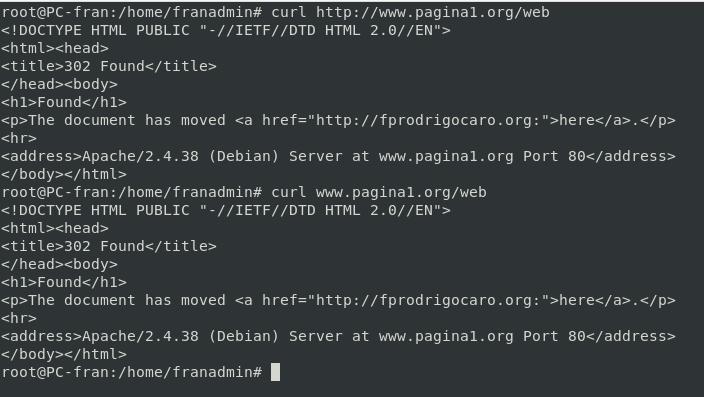 root@PC-fran:/home/franadmin# curl http://www.pagina1.org/web
<!DOCTYPE HTML PUBLIC "-//IETF//DTD HTML 2.0//EN">
<html><head>
<title>302 Found</title>
</head><body>
<h1>Found</h1>
<p>The document has moved <a href="http://fprodrigocaro.org:">here</a>.</p>
<hr>
<address>Apache/2.4.38 (Debian) Server at www.pagina1.org Port 80</address>
</body></html>
root@PC-fran:/home/franadmin# curl www.pagina1.org/web
<!DOCTYPE HTML PUBLIC "-//IETF//DTD HTML 2.0//EN">
<html><head>
<title>302 Found</title>
</head><body>
<h1>Found</h1>
<p>The document has moved <a href="http://fprodrigocaro.org:">here</a>.</p>
<hr>
<address>Apache/2.4.38 (Debian) Server at www.pagina1.org Port 80</address>
</body></html>
root@PC-fran:/home/franadmin#